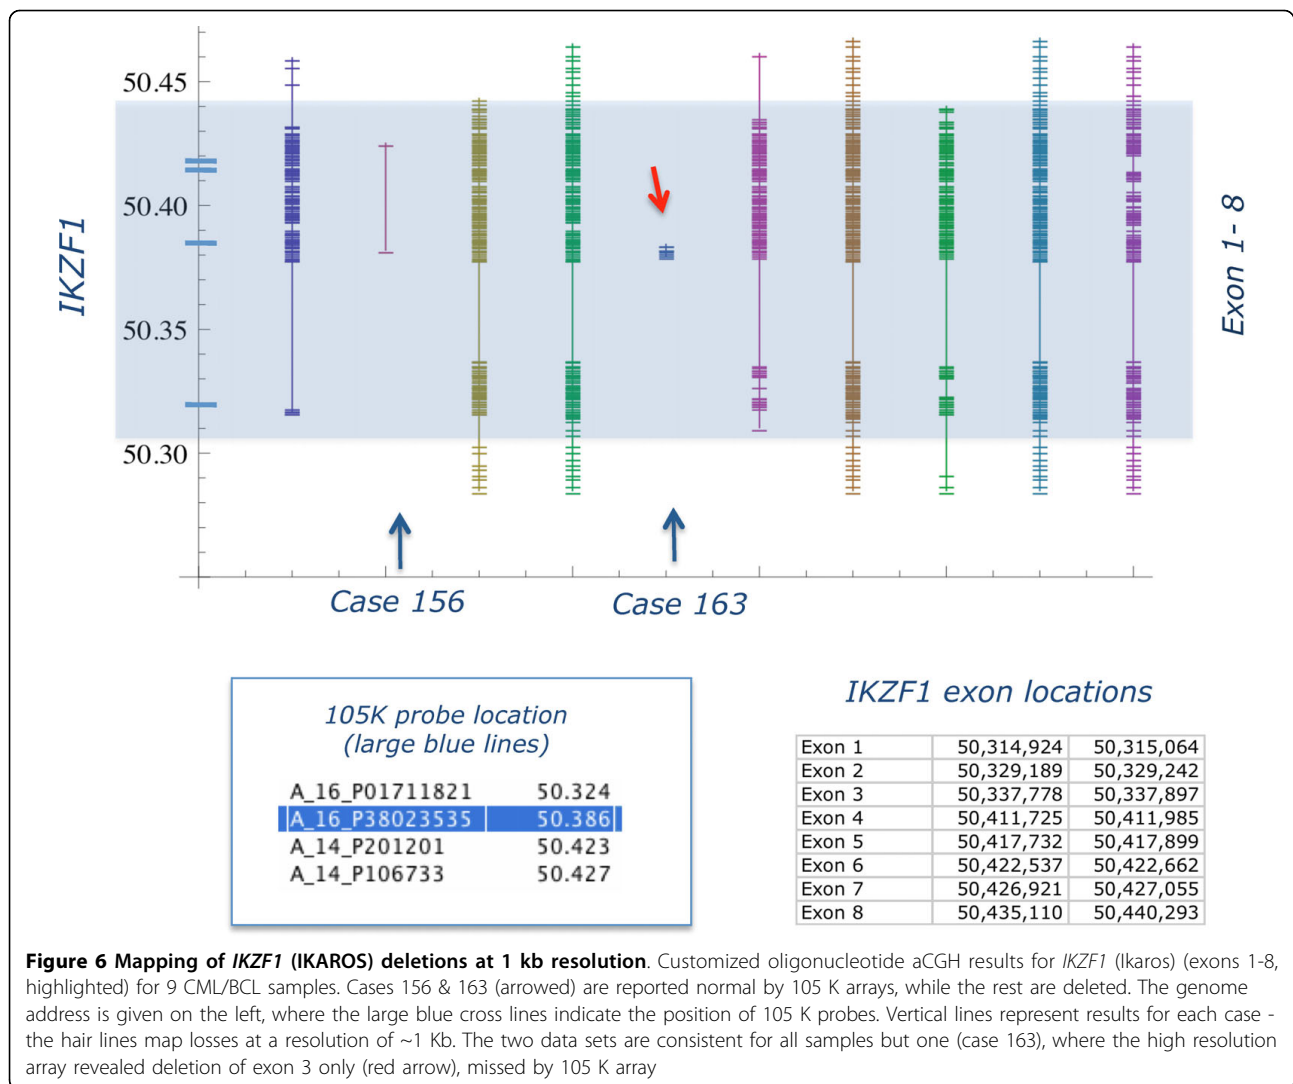 50.45
50.40
50.35
50.30
IKZF1
Exon 1- 8
Case 156
Case 163
105K probe location
(large blue lines)
A_16_P01711821 50.324
A_16_P38023535 50.386
A_14_P201201 50.423
A_14_P106733 50.427
IKZF1 exon locations
Exon 1 50,314,924 50,315,064
Exon 2 50,329,189 50,329,242
Exon 3 50,337,778 50,337,897
Exon 4 50,411,725 50,411,985
Exon 5 50,417,732 50,417,899
Exon 6 50,422,537 50,422,662
Exon 7 50,426,921 50,427,055
Exon 8 50,435,110 50,440,293
Figure 6 Mapping of IKZF1 (IKAROS) deletions at 1 kb resolution. Customized oligonucleotide aCGH results for IKZF1 (Ikaros) (exons 1-8,
highlighted) for 9 CML/BCL samples. Cases 156 & 163 (arrowed) are reported normal by 105 K arrays, while the rest are deleted. The genome
address is given on the left, where the large blue cross lines indicate the position of 105 K probes. Vertical lines represent results for each case -
the hair lines map losses at a resolution of ~1 Kb. The two data sets are consistent for all samples but one (case 163), where the high resolution
array revealed deletion of exon 3 only (red arrow), missed by 105 K array